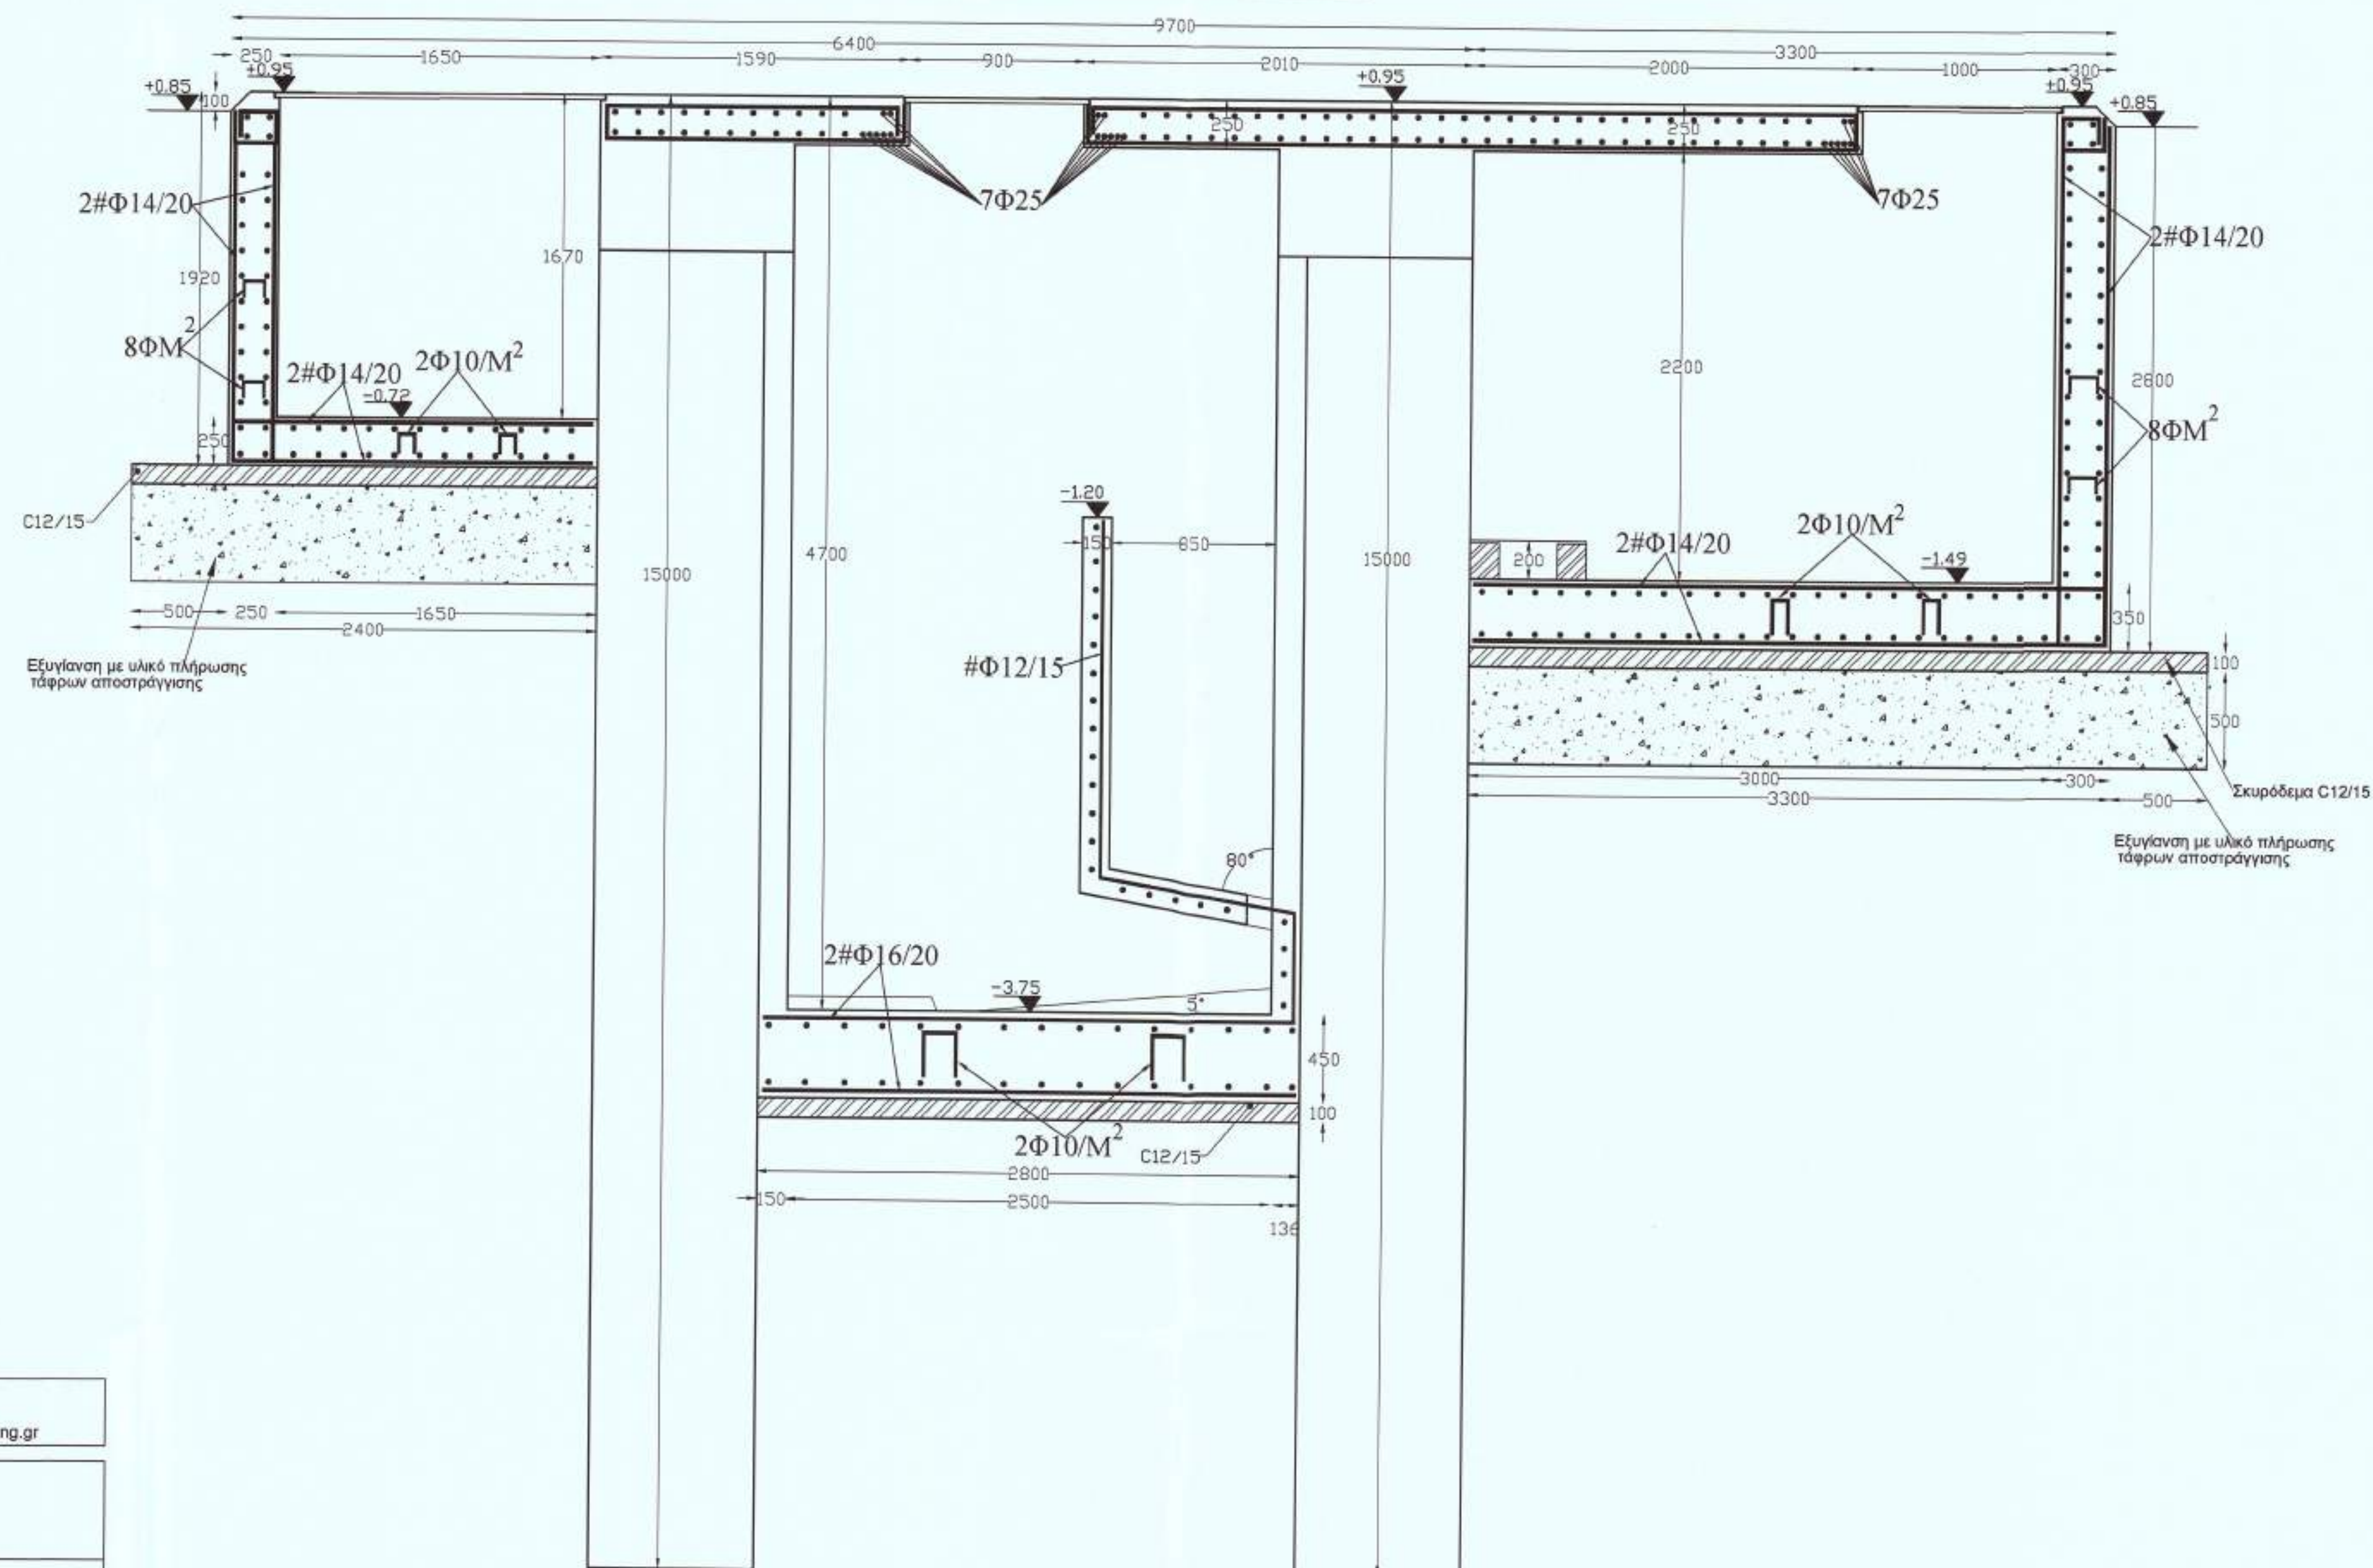 9700
6400
3300
250
1650
1590
900
2010
2000
1000
300
+0.85
+0.95
+0.95
+0.95
+0.85
100
250
250
2#Φ14/20
7Φ25
7Φ25
2#Φ14/20
1920
1670
2200
8ΦM2
2#Φ14/20
2Φ10/M2
-0.72
2800
8ΦM2
250
C12/15
-1.20
150
850
4700
15000
15000
2#Φ14/20
2Φ10/M2
200
-1.49
350
500
250
1650
2400
Εξυγίανση με υλικό πλήρωσης
τάφρων αποστράγγισης
#Φ12/15
100
500
3000
300
3300
500
Σκυρόδεμα C12/15
Εξυγίανση με υλικό πλήρωσης
τάφρων αποστράγγισης
80°
2#Φ16/20
-3.75
5°
450
100
2Φ10/M2
C12/15
2800
150
2500
136
ng.gr